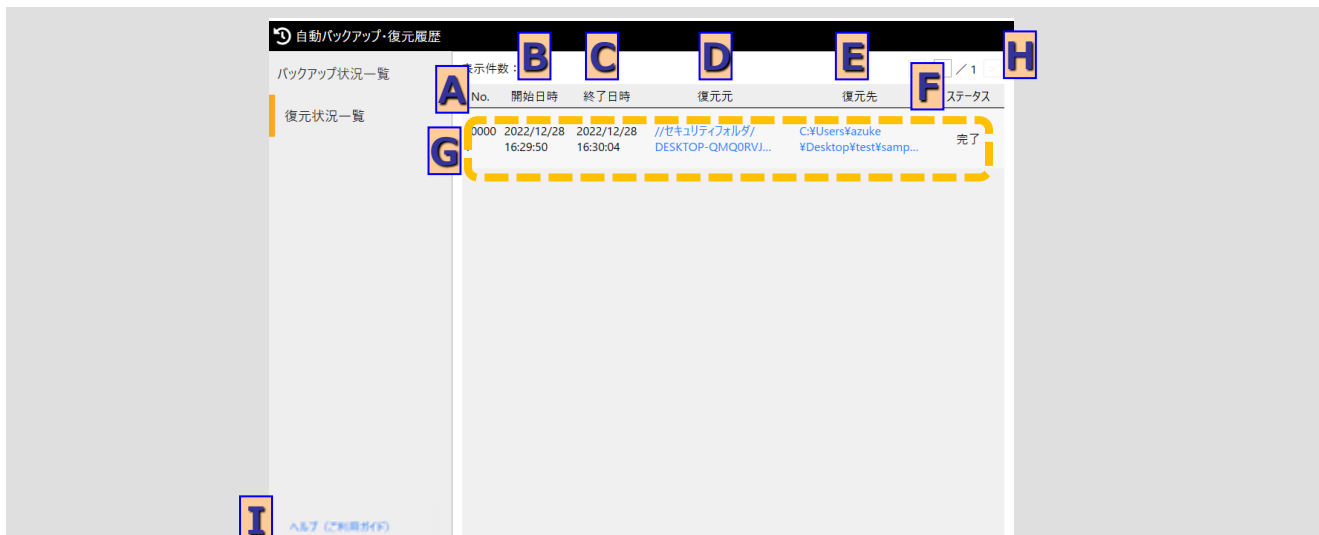 自動バックアップ・復元履歴
B
C
D
E
H
バックアップ状況一覧
表示件数：
／ 1 >
A
F
No. 開始日時 終了日時 復元元 復元先 ステータス
復元状況一覧
G
0000 2022/12/28 2022/12/28 //セキュリティフォルダ/ C:¥Users¥azuke 完了
16:29:50 16:30:04 DESKTOP-QMQ0RVJ... ¥Desktop¥test¥samp...
I
ヘルプ（ご利用ガイド）